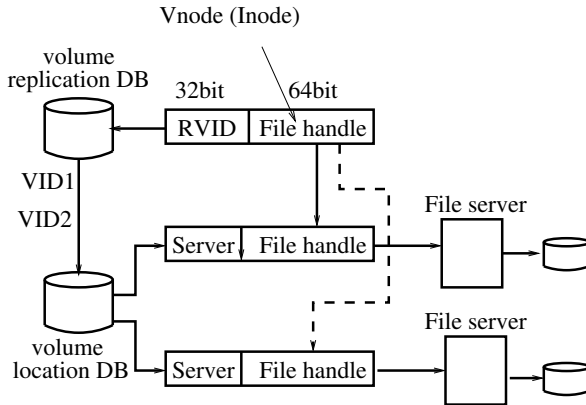 Vnode (Inode)
volume
replication DB
32bit
64bit
RVID
File handle
VID1
VID2
Server
File handle
File server
volume
location DB
Server
File handle
File server